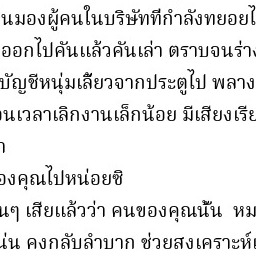 นมองผู้คนในบริษัทที่กำลังทยอยไ
ออกไปคันแล้วคันเล่า ตราบจนร่าง
บัญชีหนุ่มเลี้ยวจากประตูไป พลาง
นเวลาเลิกงานเล็กน้อย มีเสียงเรีย
า
องคุณไปหน่อยซิ
นๆ เสียแล้วว่า คนของคุณนั้น หม
น่น คงกลับลำบาก ช่วยสงเคราะห์เ